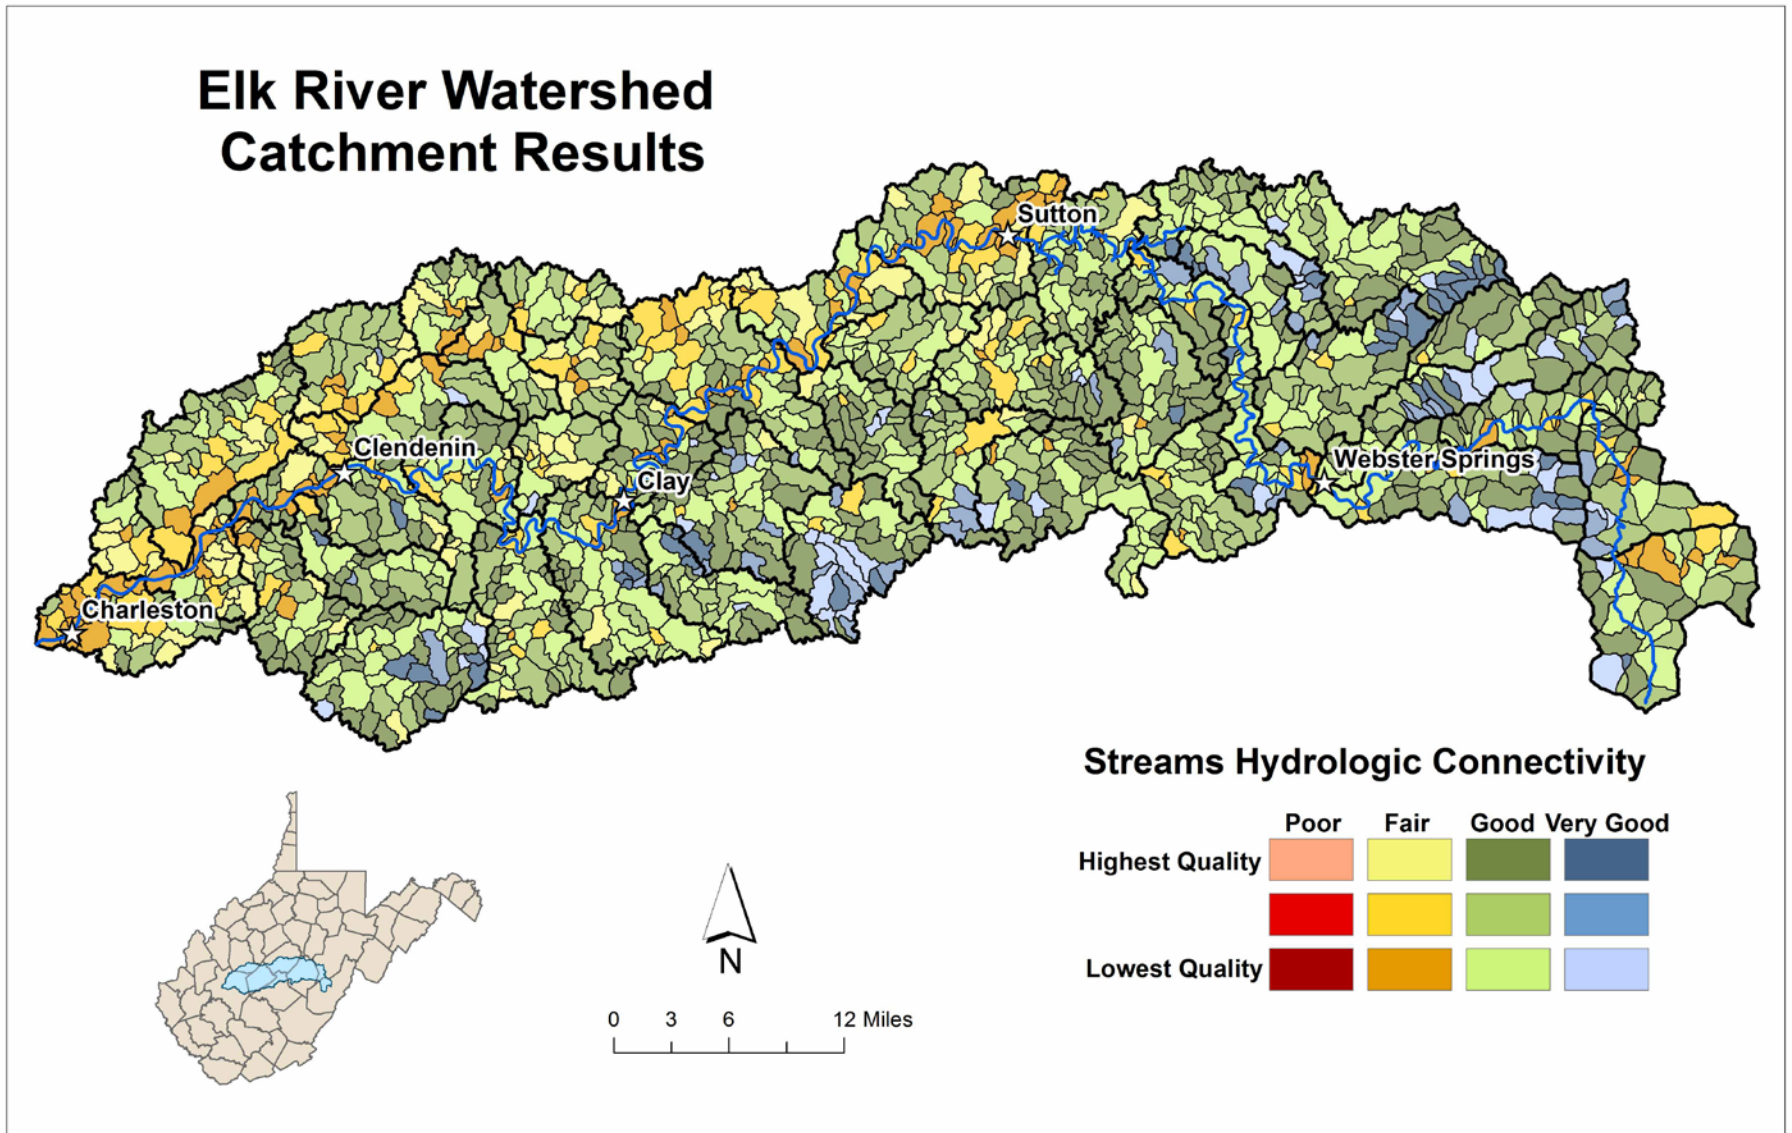 Elk River Watershed
Catchment Results
Sutton
Clendenin
Webster Springs
Clay
Charleston
Streams Hydrologic Connectivity
Poor Fair Good Very Good
Highest Quality
Lowest Quality
N
0 3 6 12 Miles